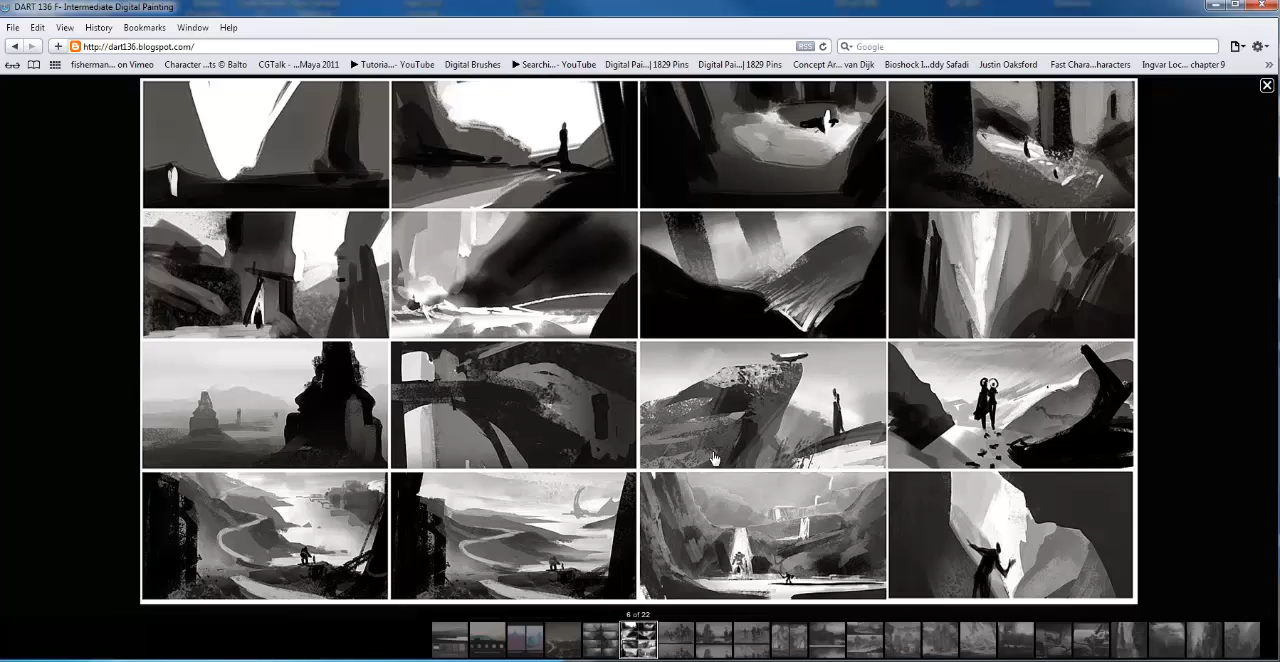 DART 136 F- Intermediate Digital Painting
File Edit View History Bookmarks Window Help
http://dart136.blogspot.com/ RSS Google
fisherman... on Vimeo Character ...ts © Balto CGTalk - ...Maya 2011 ▶ Tutoria... - YouTube Digital Brushes ▶ Searchi... - YouTube Digital Pai...| 1829 Pins Digital Pai...| 1829 Pins Concept Ar... van Dijk Bioshock I...ddy Safadi Justin Oaksford Fast Chara...haracters Ingvar Loc... chapter 9
6 of 22